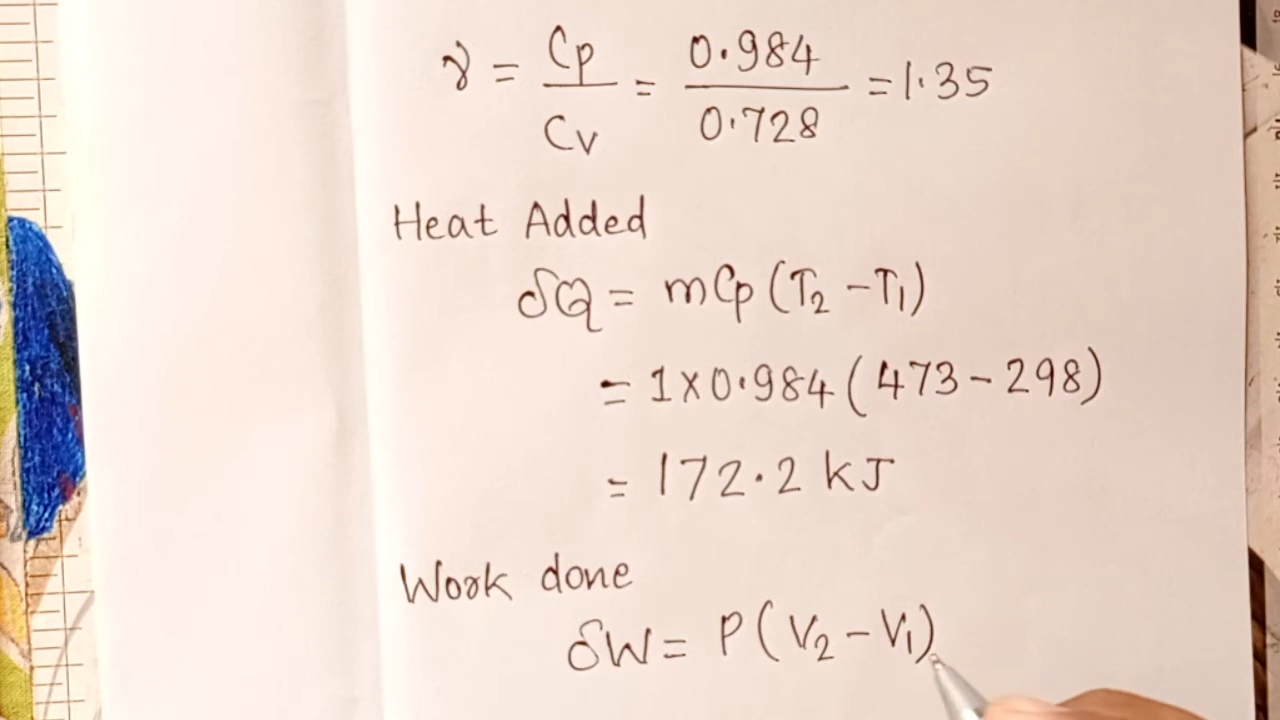 γ = Cp / Cv = 0.984 / 0.728 = 1.35
Heat Added
δQ = mCp (T₂ - T₁)
= 1 × 0.984 (473 - 298)
= 172.2 kJ
Work done
δW = P (V₂ - V₁)